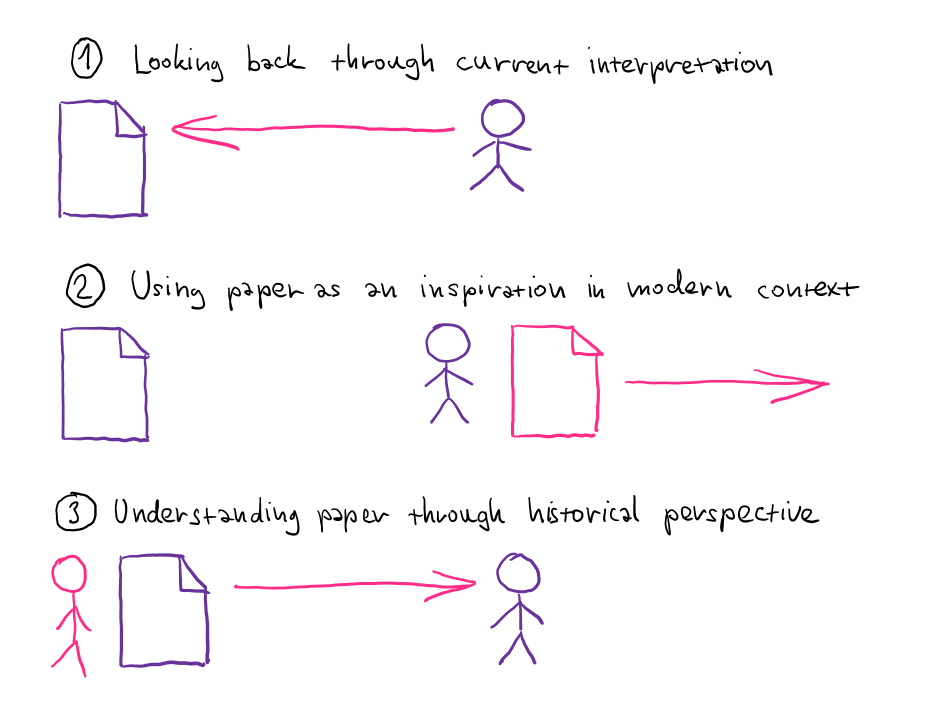 1 Looking back through current interpretation
2 Using paper as an inspiration in modern context
3 Understanding paper through historical perspective